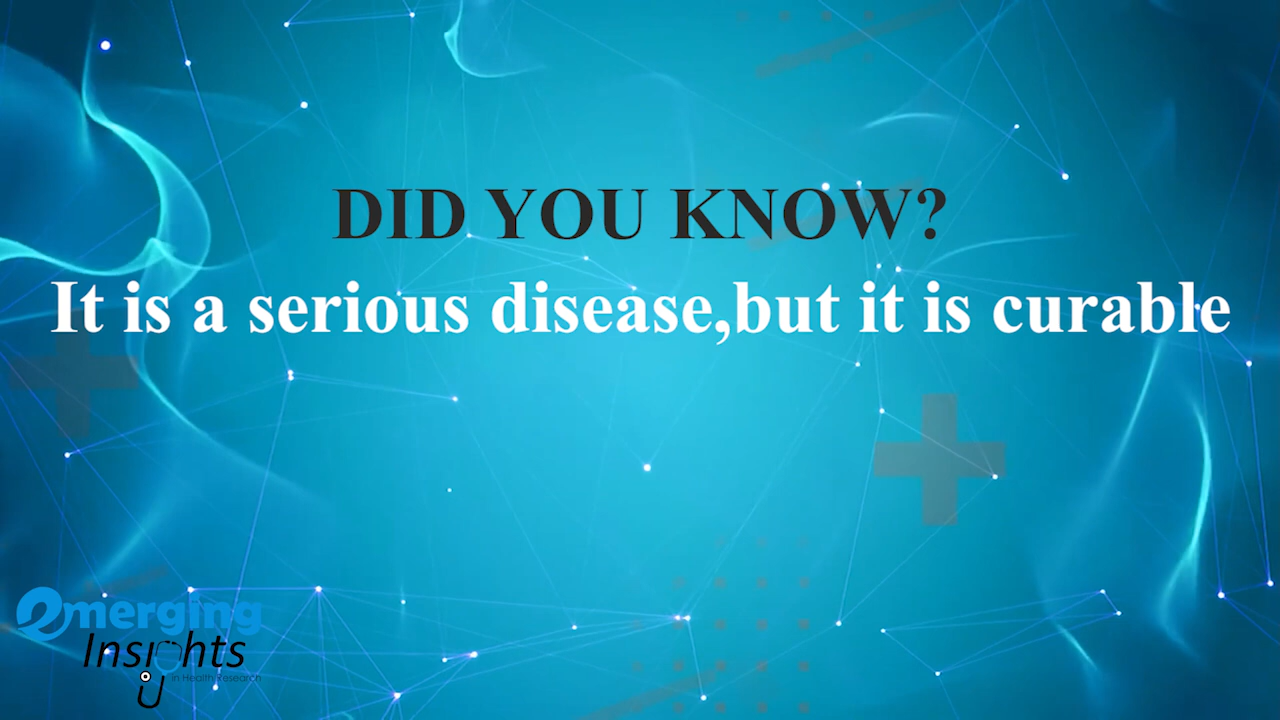 DID YOU KNOW?
It is a serious disease,but it is curable
emerging
Insights
in Health Research